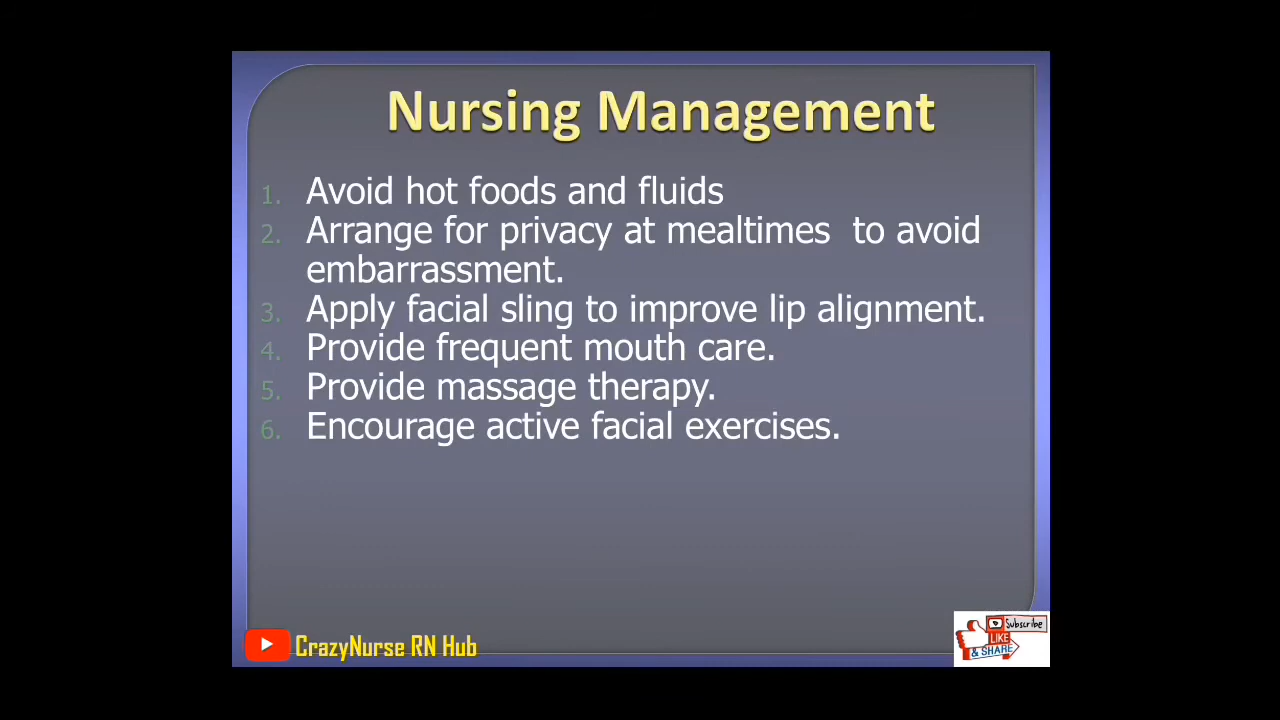 Nursing Management
1. Avoid hot foods and fluids
2. Arrange for privacy at mealtimes  to avoid
embarrassment.
3. Apply facial sling to improve lip alignment.
4. Provide frequent mouth care.
5. Provide massage therapy.
6. Encourage active facial exercises.
CrazyNurse RN Hub
Subscribe
LIKE
& SHARE